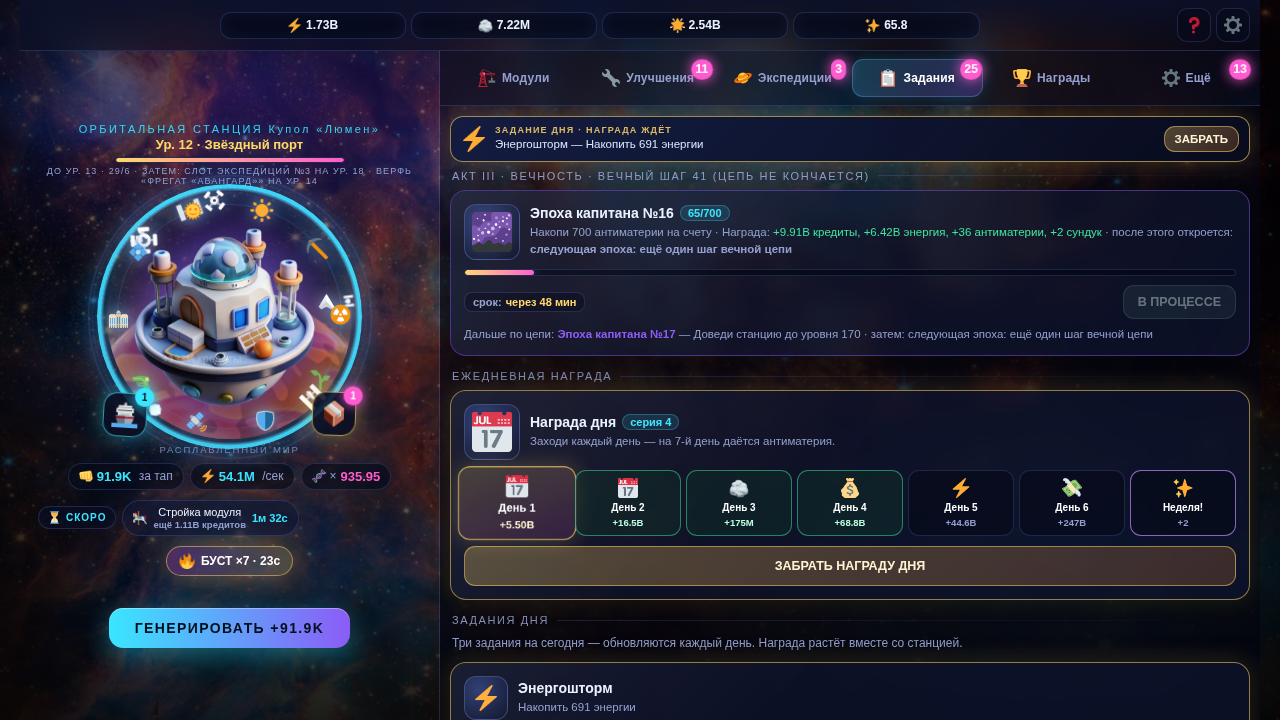 1.73B
7.22M
2.54B
65.8
Модули
Улучшения
11
Экспедиции
3
Задания
25
Награды
Ещё
13
ОРБИТАЛЬНАЯ СТАНЦИЯ Купол «Люмен»
Ур. 12 · Звёздный порт
ДО УР. 13 · 29/6 · ЗАТЕМ: СЛОТ ЭКСПЕДИЦИИ №3 НА УР. 18 · ВЕРФЬ
«ФРЕГАТ «АВАНГАРД»» НА УР. 14
1
1
РАСПЛАВЛЕННЫЙ МИР
91.9K за тап
54.1M /сек
× 935.95
СКОРО
Стройка модуля
ещё 1.11B кредитов
1м 32с
БУСТ ×7 · 23с
ГЕНЕРИРОВАТЬ +91.9K
ЗАДАНИЕ ДНЯ · НАГРАДА ЖДЁТ
Энергошторм — Накопить 691 энергии
ЗАБРАТЬ
АКТ III · ВЕЧНОСТЬ · ВЕЧНЫЙ ШАГ 41 (ЦЕПЬ НЕ КОНЧАЕТСЯ)
Эпоха капитана №16 65/700
Накопи 700 антиматерии на счету · Награда: +9.91B кредиты, +6.42B энергия, +36 антиматерии, +2 сундук · после этого откроется:
следующая эпоха: ещё один шаг вечной цепи
срок: через 48 мин
В ПРОЦЕССЕ
Дальше по цепи: Эпоха капитана №17 — Доведи станцию до уровня 170 · затем: следующая эпоха: ещё один шаг вечной цепи
ЕЖЕДНЕВНАЯ НАГРАДА
JUL
17
Награда дня серия 4
Заходи каждый день — на 7-й день даётся антиматерия.
День 1
+5.50B
День 2
+16.5B
День 3
+175M
День 4
+68.8B
День 5
+44.6B
День 6
+247B
Неделя!
+2
ЗАБРАТЬ НАГРАДУ ДНЯ
ЗАДАНИЯ ДНЯ
Три задания на сегодня — обновляются каждый день. Награда растёт вместе со станцией.
Энергошторм
Накопить 691 энергии